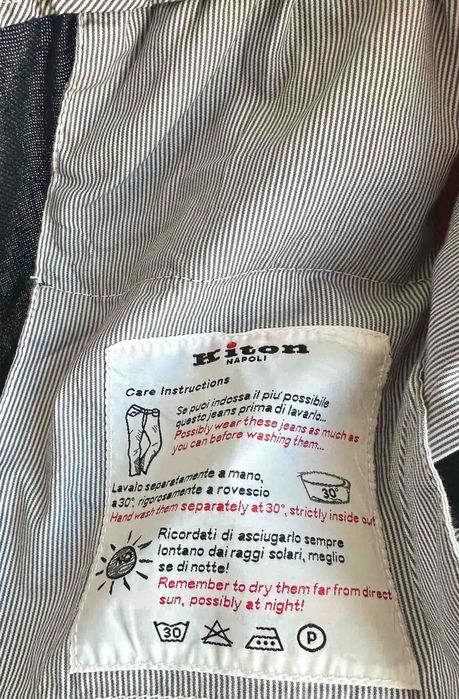 Kiton
NAPOLI
Care Instructions
Se puoi indossa il piu' possibile
questo jeans prima di lavarlo...
Possibly wear these jeans as much as
you can before washing them...
Lavalo separatamente a mano,
a 30°, rigorosamente a rovescio
30°
Hand wash them separately at 30°, strictly inside out
Ricordati di asciugarlo sempre
lontano dai raggi solari, meglio
se di notte!
Remember to dry them far from direct
sun, possibly at night!
30
P